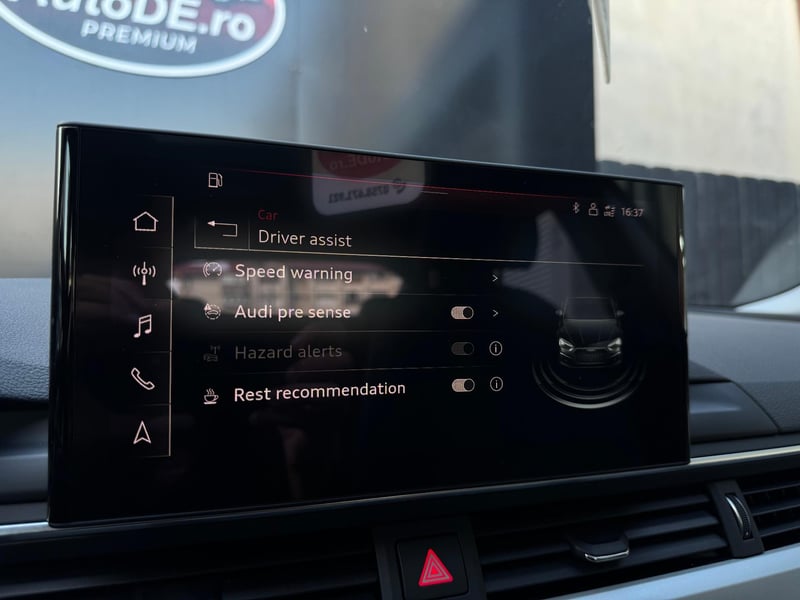 AutoDE.ro
PREMIUM
16:37
Car
Driver assist
Speed warning
Audi pre sense
Hazard alerts
Rest recommendation